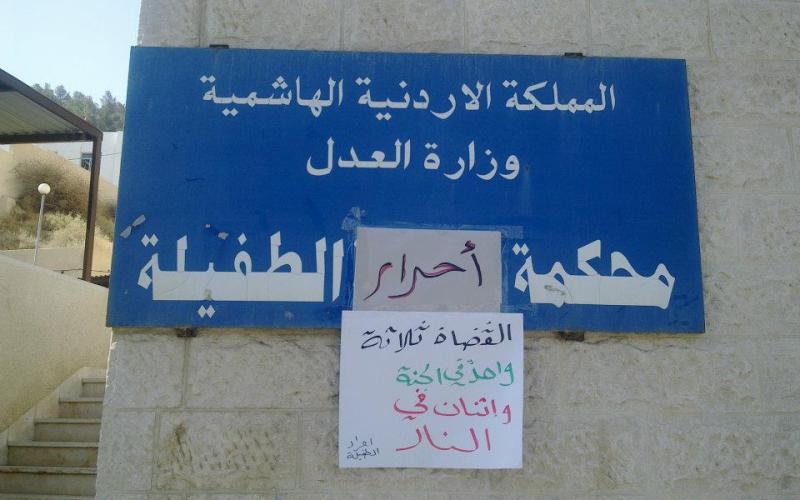 المملكة الاردنية الهاشمية
وزارة العدل
محكمة أحرار الطفيلة
القضاة ثلاثة
واحد في الجنة
واثنان في
النار
احرار
الطفيلة